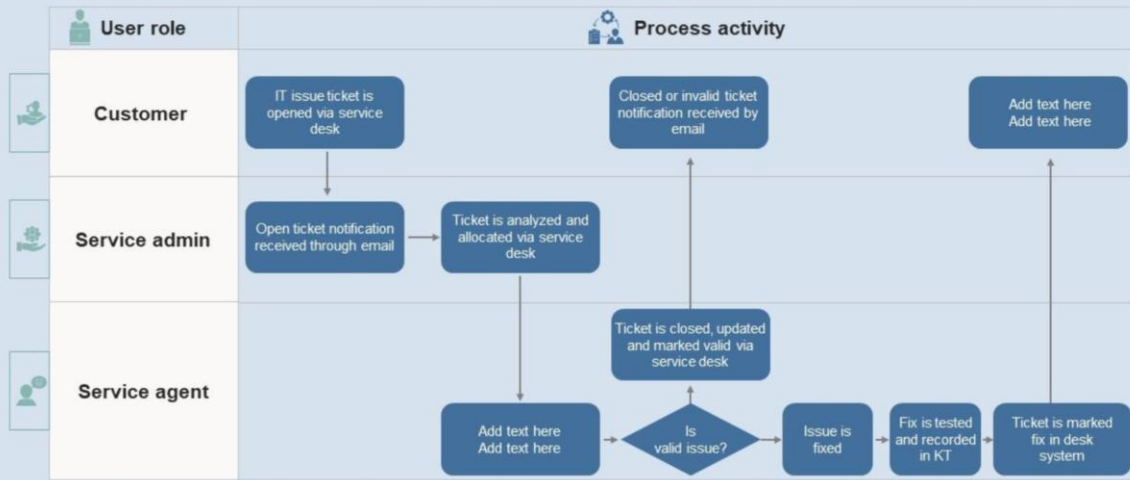 User role
Process activity
Customer
IT issue ticket is
opened via service
desk
Closed or invalid ticket
notification received by
email
Add text here
Add text here
Service admin
Open ticket notification
received through email
Ticket is analyzed and
allocated via service
desk
Service agent
Ticket is closed, updated
and marked valid via
service desk
Add text here
Add text here
Is
valid issue?
Issue is
fixed
Fix is tested
and recorded
in KT
Ticket is marked
fix in desk
system